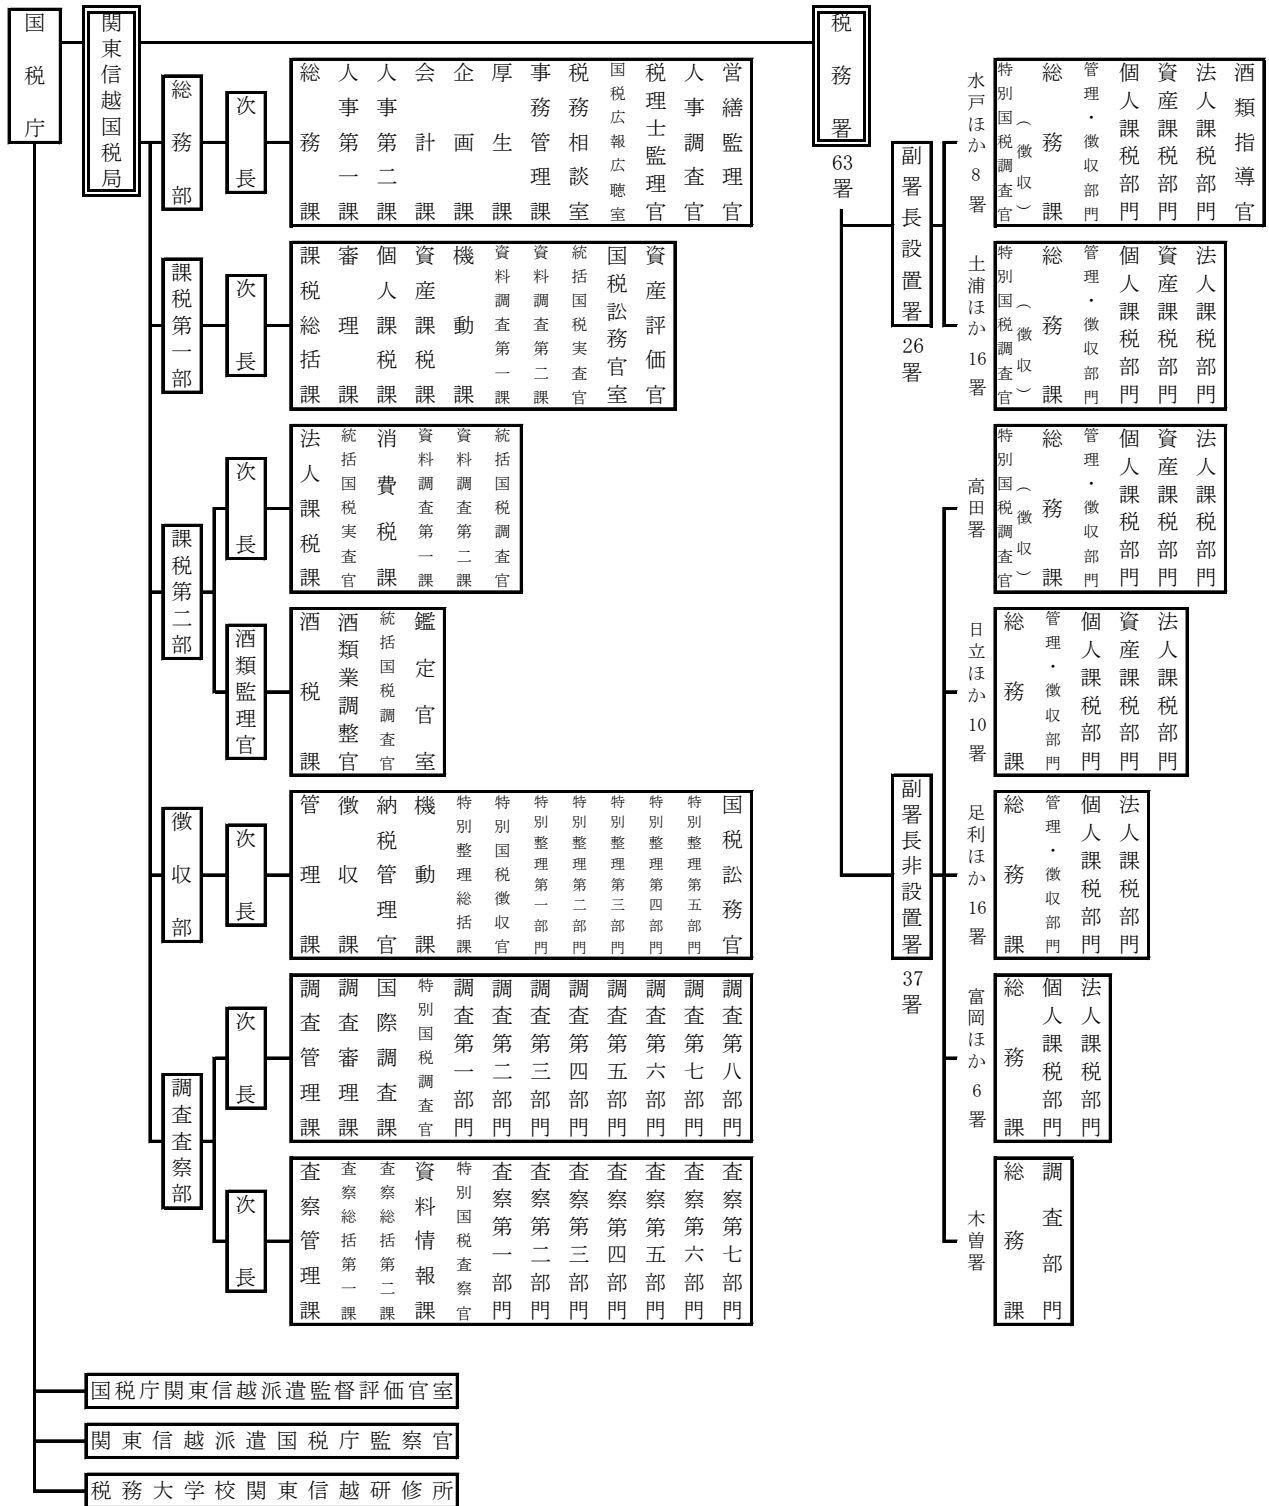 国税庁
関東信越国税局
総務部
次長
総務課
人事第一課
人事第二課
会計課
企画課
厚生課
事務管理課
税務相談室
国税広報広聴室
税理士監理官
人事調査官
営繕監理官
課税第一部
次長
課税総括課
審理課
個人課税課
資産課税課
機動課
資料調査第一課
資料調査第二課
統括国税実査官
国税訟務官室
資産評価官
課税第二部
次長
法人課税課
統括国税実査官
消費税課
資料調査第一課
資料調査第二課
統括国税調査官
酒類監理官
酒税課
酒類業調整官
統括国税調査官
鑑定官室
徴収部
次長
管理課
徴収課
納税管理官
機動課
特別整理総括課
特別国税徴収官
特別整理第一部門
特別整理第二部門
特別整理第三部門
特別整理第四部門
特別整理第五部門
国税訟務官
調査査察部
次長
調査管理課
調査審理課
国際調査課
特別国税調査官
調査第一部門
調査第二部門
調査第三部門
調査第四部門
調査第五部門
調査第六部門
調査第七部門
調査第八部門
次長
査察管理課
査察総括第一課
査察総括第二課
資料情報課
特別国税査察官
査察第一部門
査察第二部門
査察第三部門
査察第四部門
査察第五部門
査察第六部門
査察第七部門
税務署
63署
副署長設置署
26署
水戸ほか8署
特別国税調査官
（徴収）
総務課
管理・徴収部門
個人課税部門
資産課税部門
法人課税部門
酒類指導官
土浦ほか16署
特別国税調査官
（徴収）
総務課
管理・徴収部門
個人課税部門
資産課税部門
法人課税部門
副署長非設置署
37署
高田署
特別国税調査官
（徴収）
総務課
管理・徴収部門
個人課税部門
資産課税部門
法人課税部門
日立ほか10署
総務課
管理・徴収部門
個人課税部門
資産課税部門
法人課税部門
足利ほか16署
総務課
管理・徴収部門
個人課税部門
法人課税部門
富岡ほか6署
総務課
個人課税部門
法人課税部門
木曽署
総務課
調査部門
国税庁関東信越派遣監督評価官室
関東信越派遣国税庁監察官
税務大学校関東信越研修所